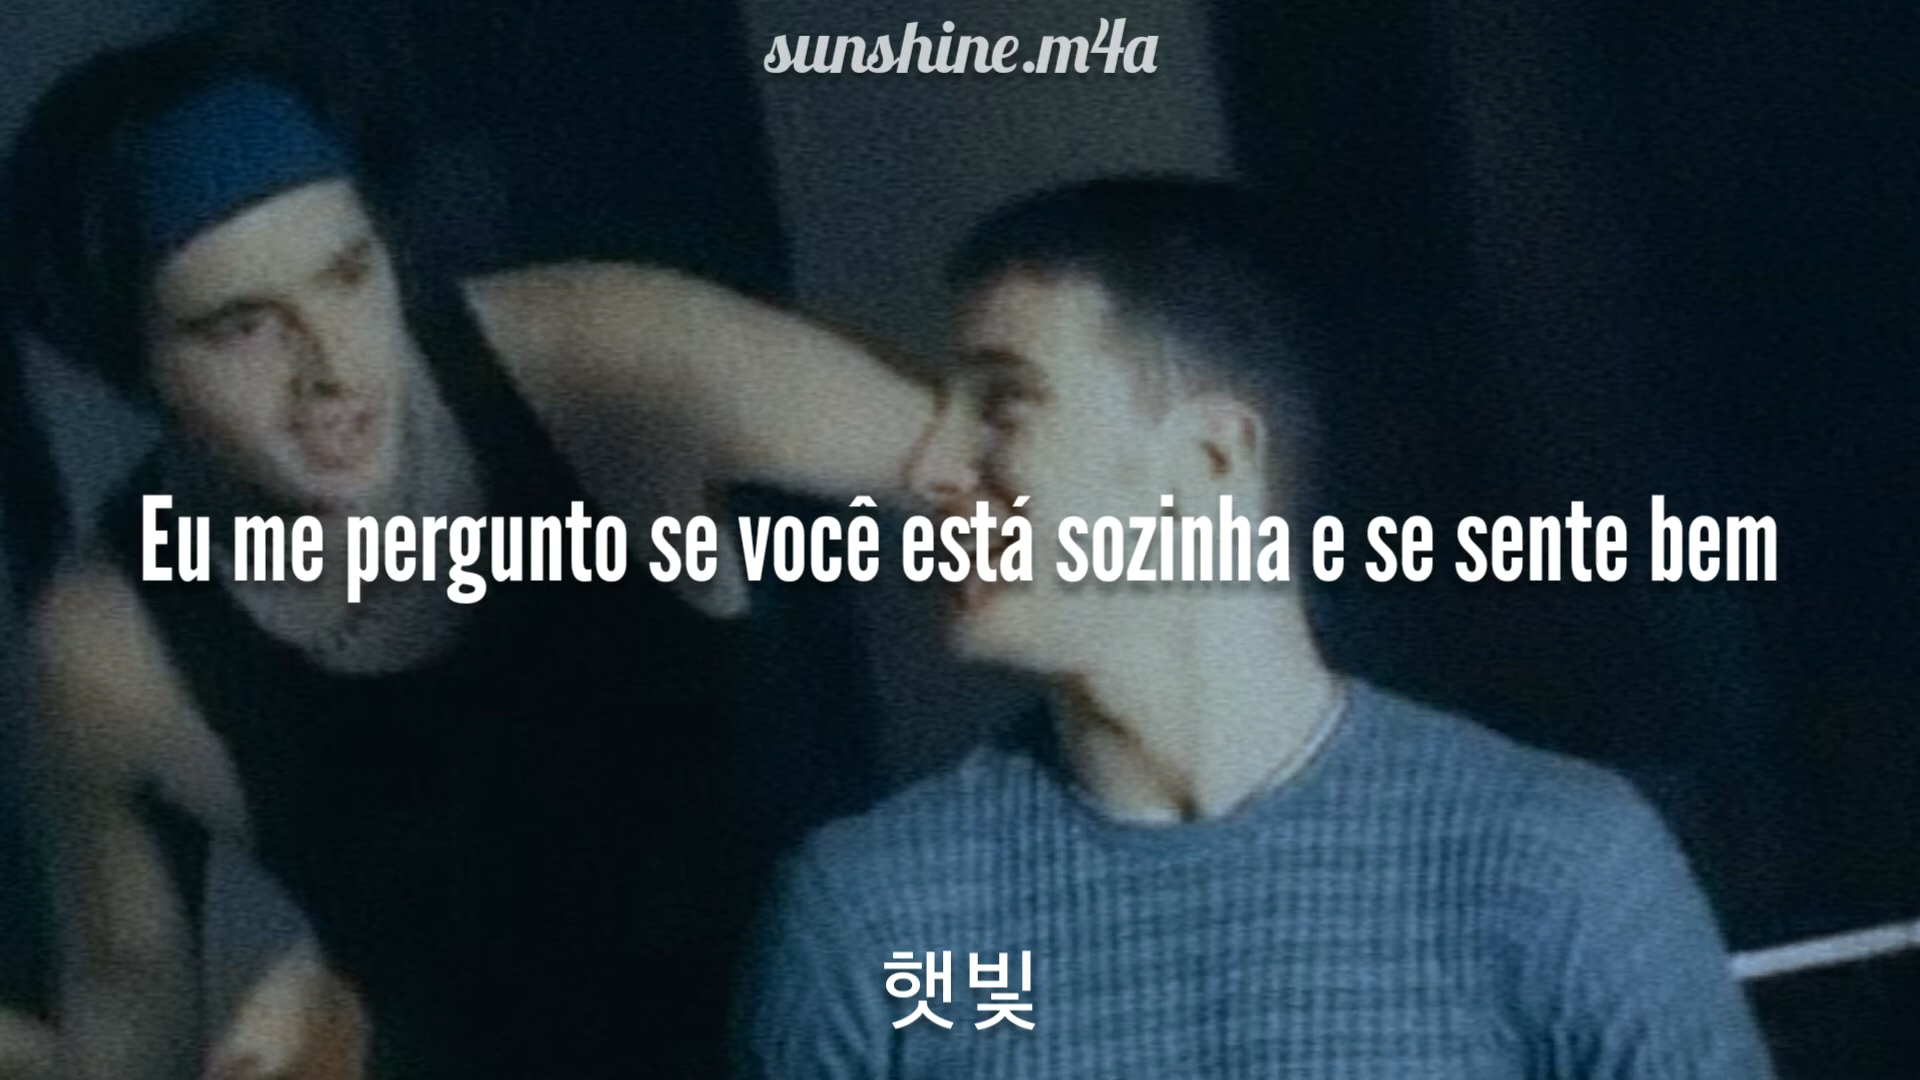 sunshine.m4a
Eu me pergunto se você está sozinha e se sente bem
햇빛